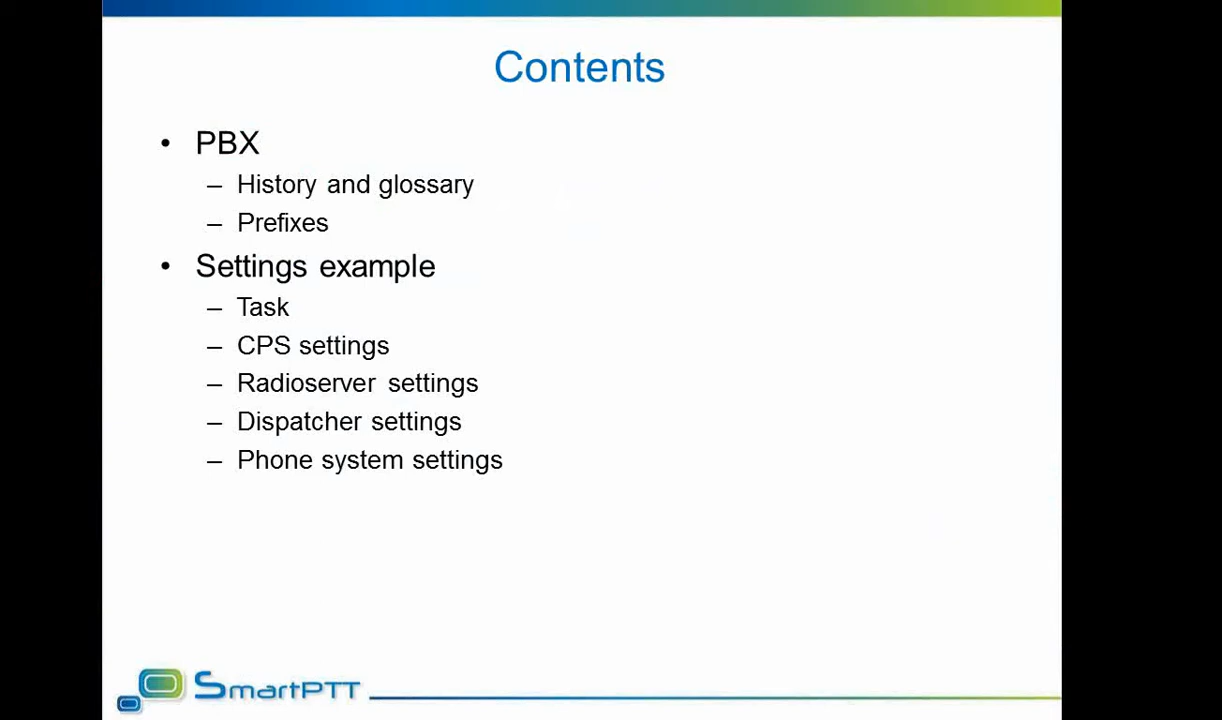 Contents
• PBX
– History and glossary
– Prefixes
• Settings example
– Task
– CPS settings
– Radioserver settings
– Dispatcher settings
– Phone system settings
SmartPTT